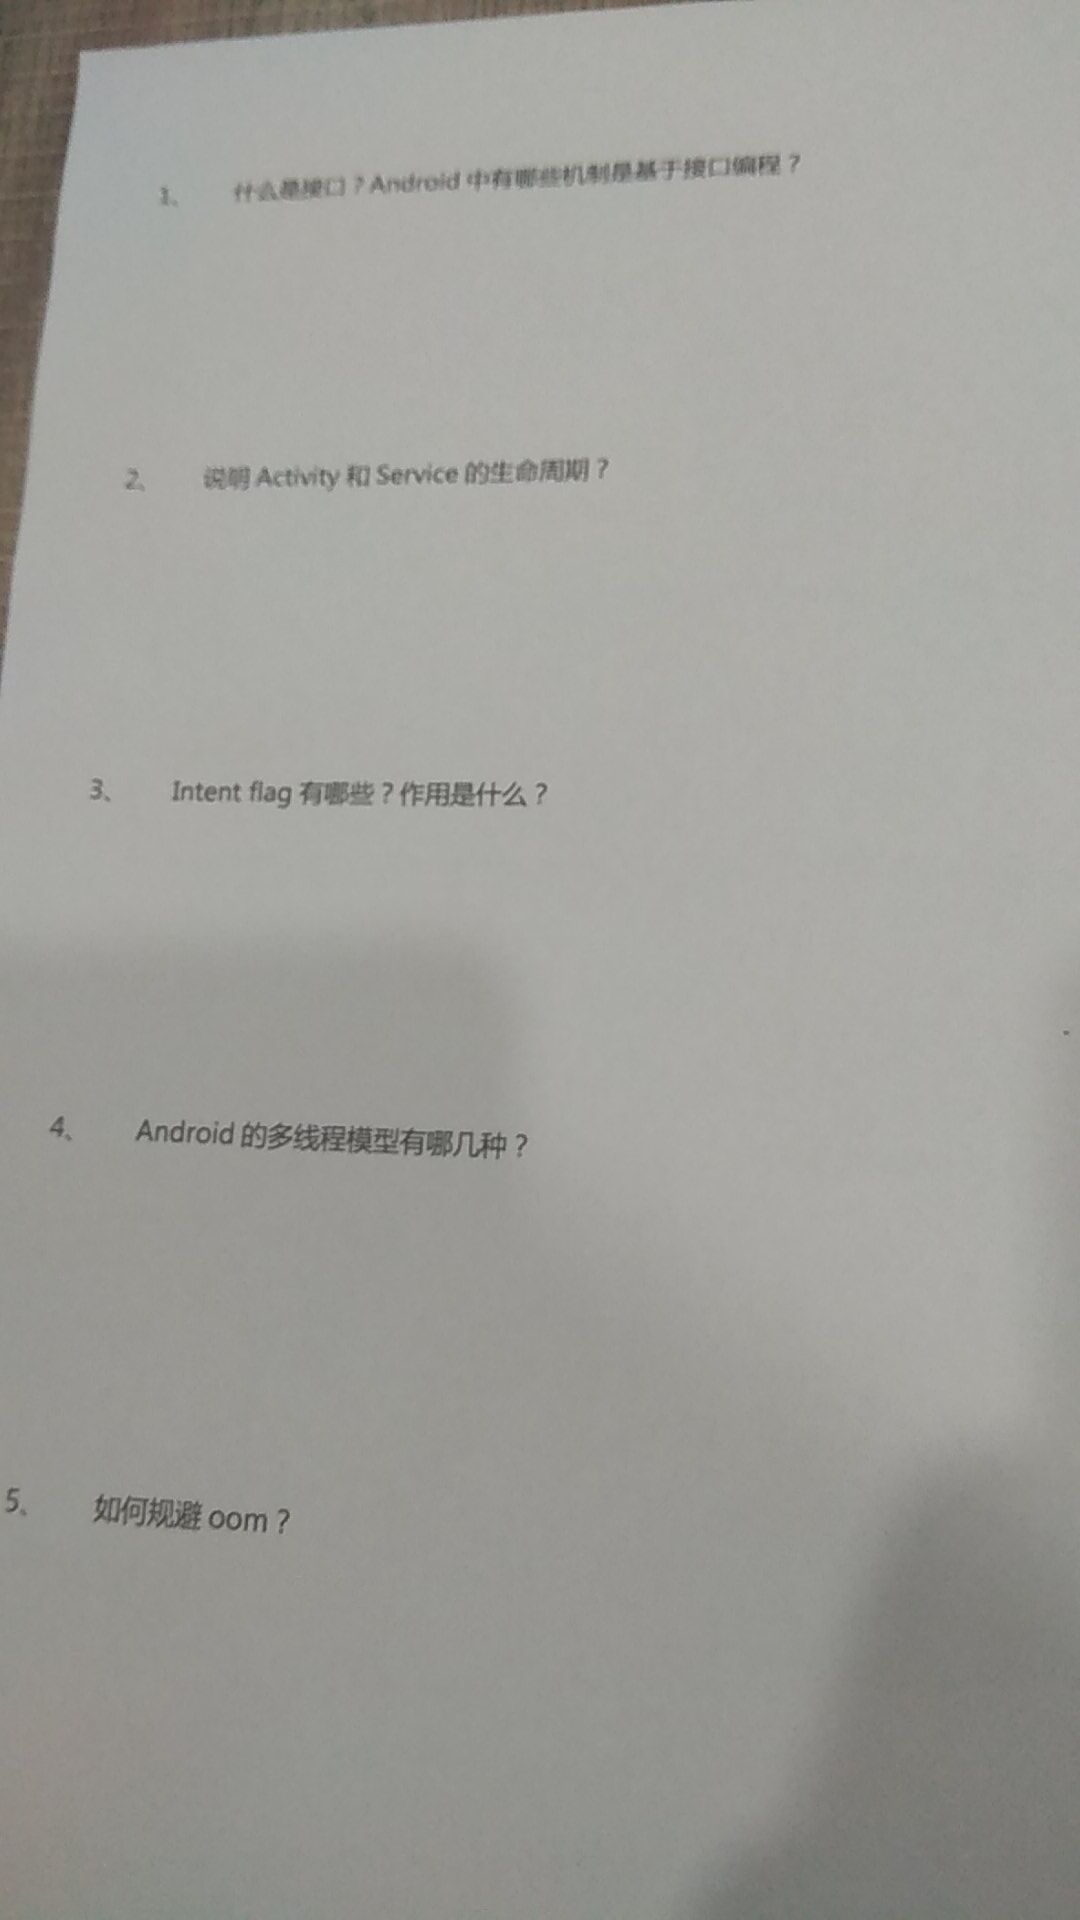 1、 什么是接口？Android 中有哪些机制是基于接口编程？
2、 说明 Activity 和 Service 的生命周期？
3、 Intent flag 有哪些？作用是什么？
4、 Android 的多线程模型有哪几种？
5、 如何规避 oom？